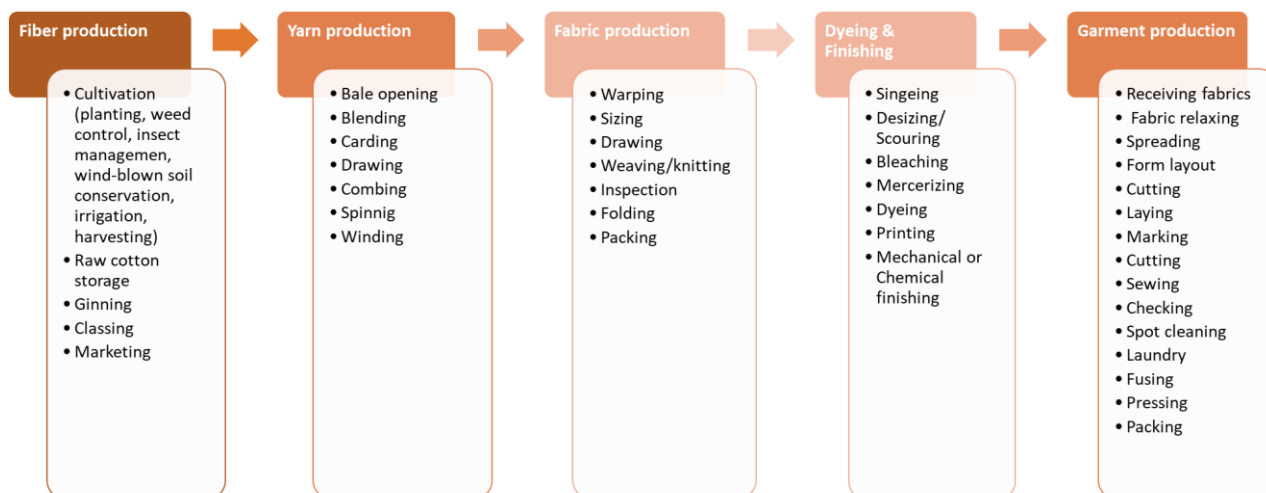 Fiber production
• Cultivation
(planting, weed
control, insect
managemen,
wind-blown soil
conservation,
irrigation,
harvesting)
• Raw cotton
storage
• Ginning
• Classing
• Marketing
Yarn production
• Bale opening
• Blending
• Carding
• Drawing
• Combing
• Spinnig
• Winding
Fabric production
• Warping
• Sizing
• Drawing
• Weaving/knitting
• Inspection
• Folding
• Packing
Dyeing &
Finishing
• Singeing
• Desizing/
Scouring
• Bleaching
• Mercerizing
• Dyeing
• Printing
• Mechanical or
Chemical
finishing
Garment production
• Receiving fabrics
• Fabric relaxing
• Spreading
• Form layout
• Cutting
• Laying
• Marking
• Cutting
• Sewing
• Checking
• Spot cleaning
• Laundry
• Fusing
• Pressing
• Packing